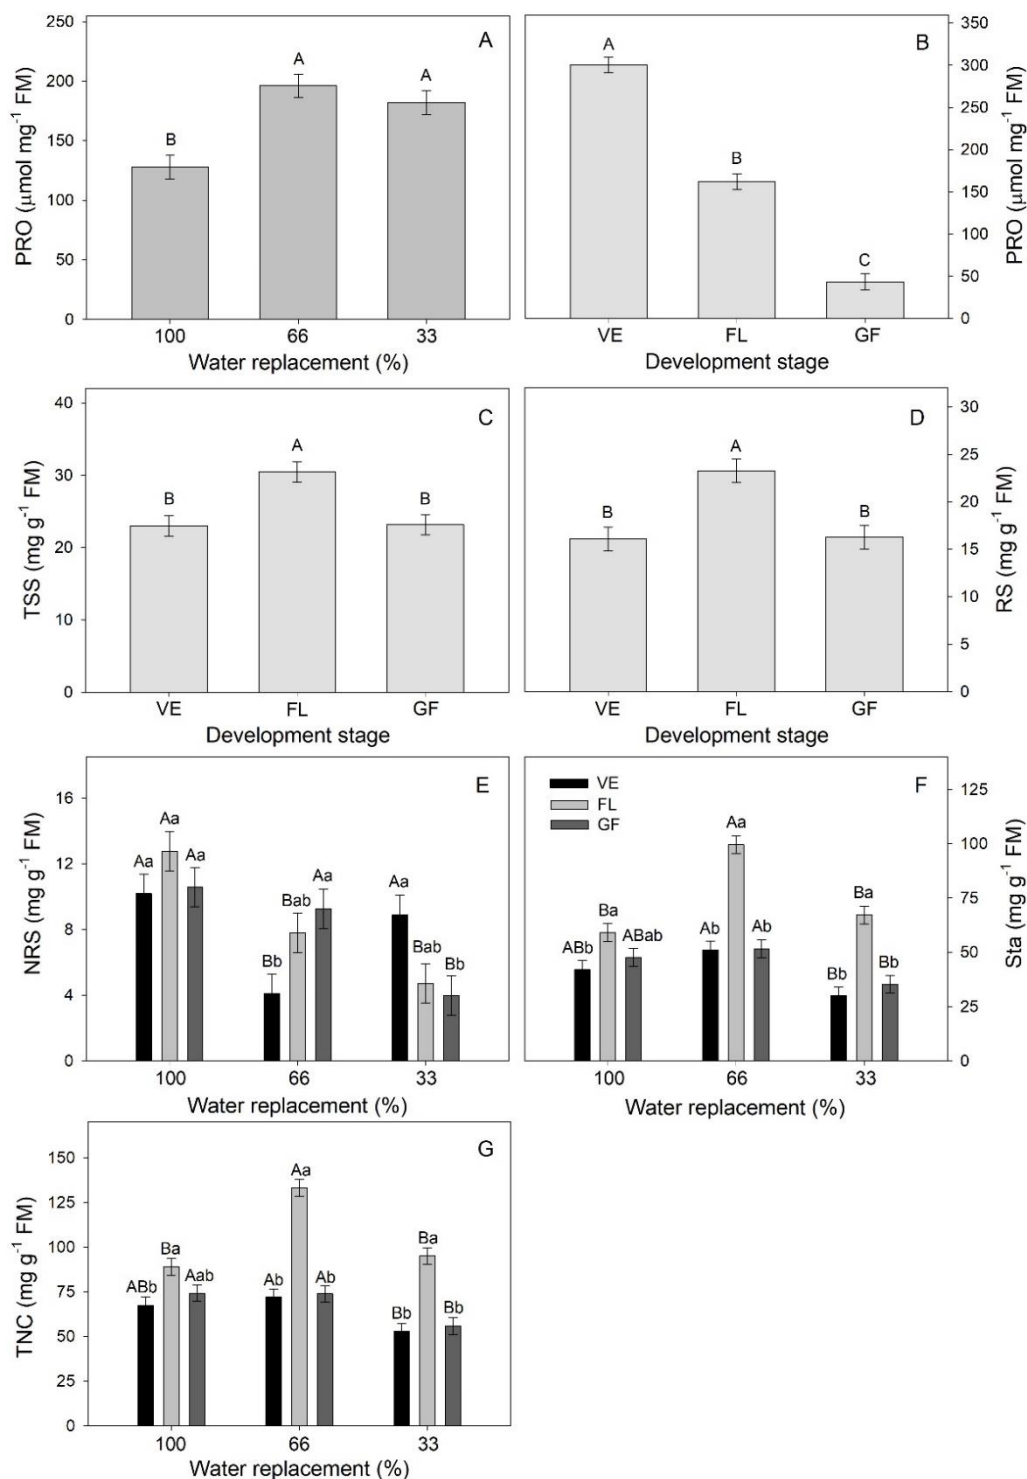 250
200
150
100
50
0
PRO (µmol mg⁻¹ FM)
A
B
A
A
100
66
33
Water replacement (%)
B
A
B
C
350
300
250
200
150
100
50
0
PRO (µmol mg⁻¹ FM)
VE
FL
GF
Development stage
40
30
20
10
0
TSS (mg g⁻¹ FM)
C
B
A
B
VE
FL
GF
Development stage
D
B
A
B
30
25
20
15
10
5
0
RS (mg g⁻¹ FM)
VE
FL
GF
Development stage
16
12
8
4
0
NRS (mg g⁻¹ FM)
E
Aa
Aa
Aa
Bb
Bab
Aa
Aa
Bab
Bb
100
66
33
Water replacement (%)
VE
FL
GF
F
ABb
Ba
ABab
Ab
Aa
Ab
Bb
Ba
Bb
125
100
75
50
25
0
Sta (mg g⁻¹ FM)
100
66
33
Water replacement (%)
150
125
100
75
50
25
0
TNC (mg g⁻¹ FM)
G
ABb
Ba
Aab
Ab
Aa
Ab
Bb
Ba
Bb
100
66
33
Water replacement (%)